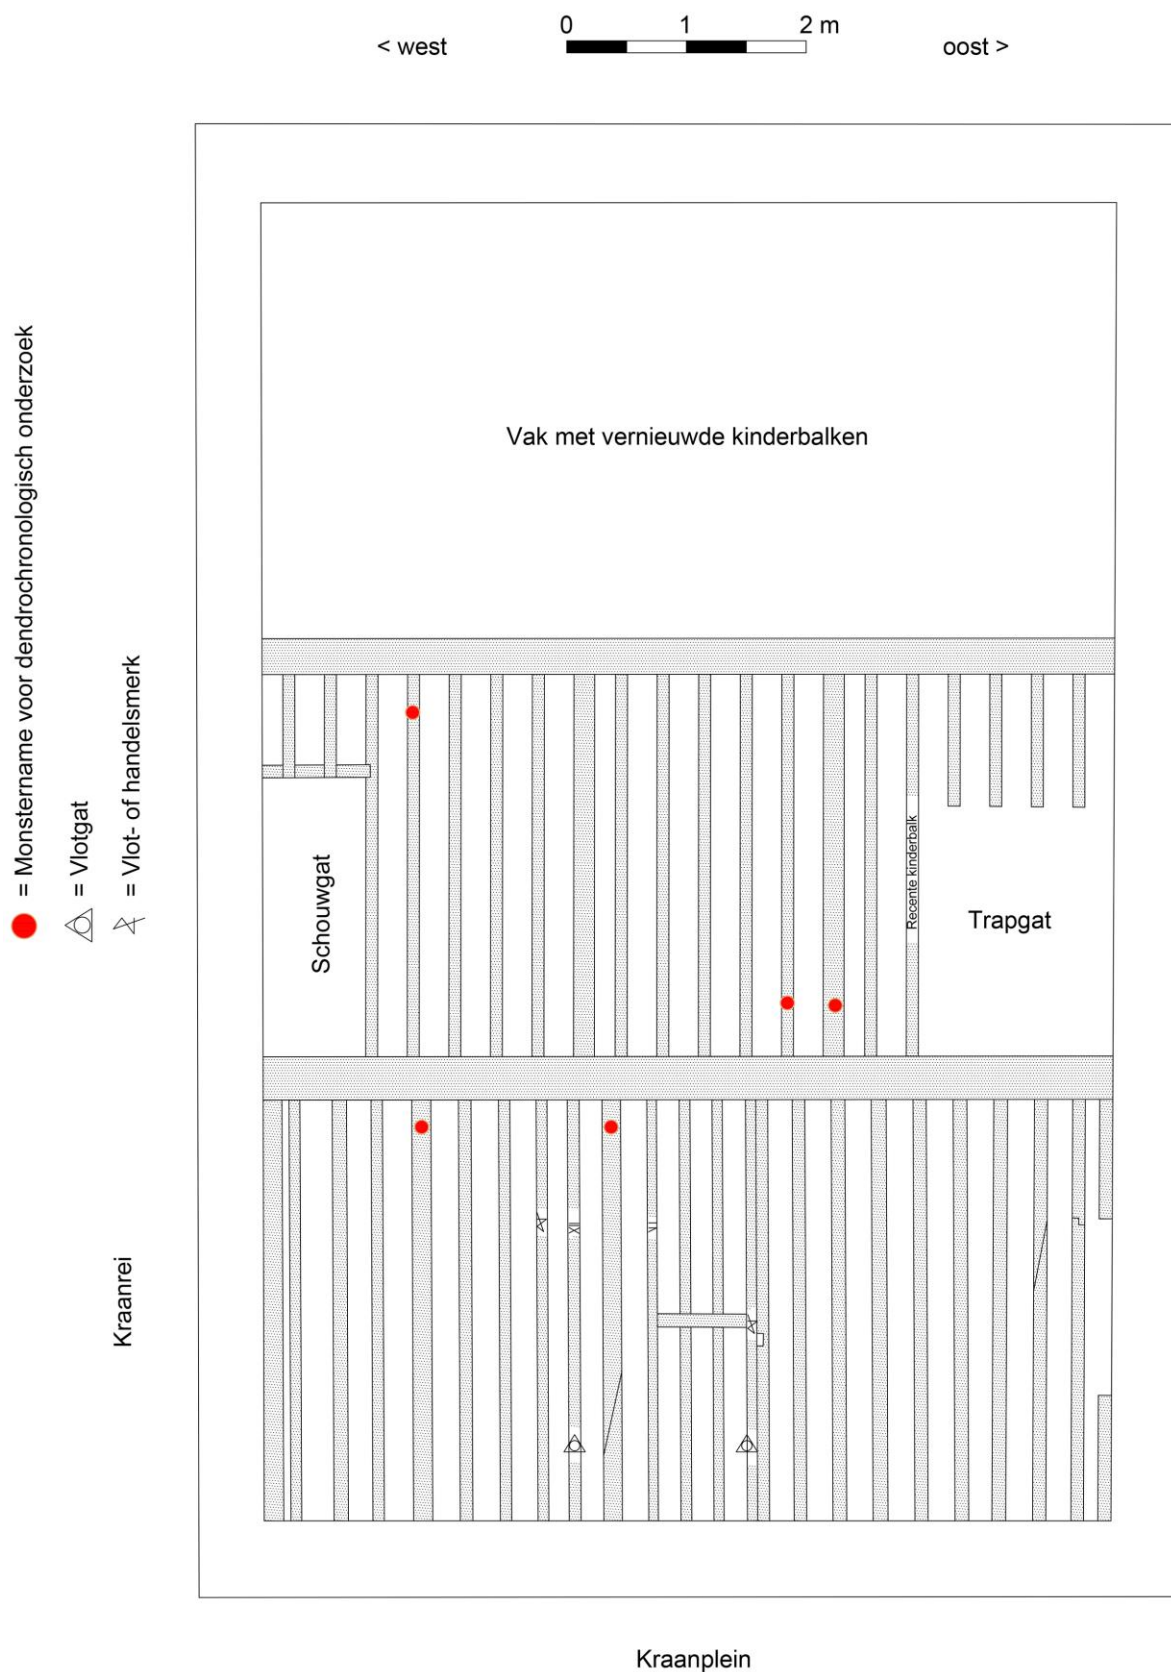 0 1 2 m
< west
oost >
= Monstername voor dendrochronologisch onderzoek
= Vlotgat
= Vlot- of handelsmerk
Vak met vernieuwde kinderbalken
Schouwgat
Recente kinderbalk
Trapgat
Kraanrei
Kraanplein